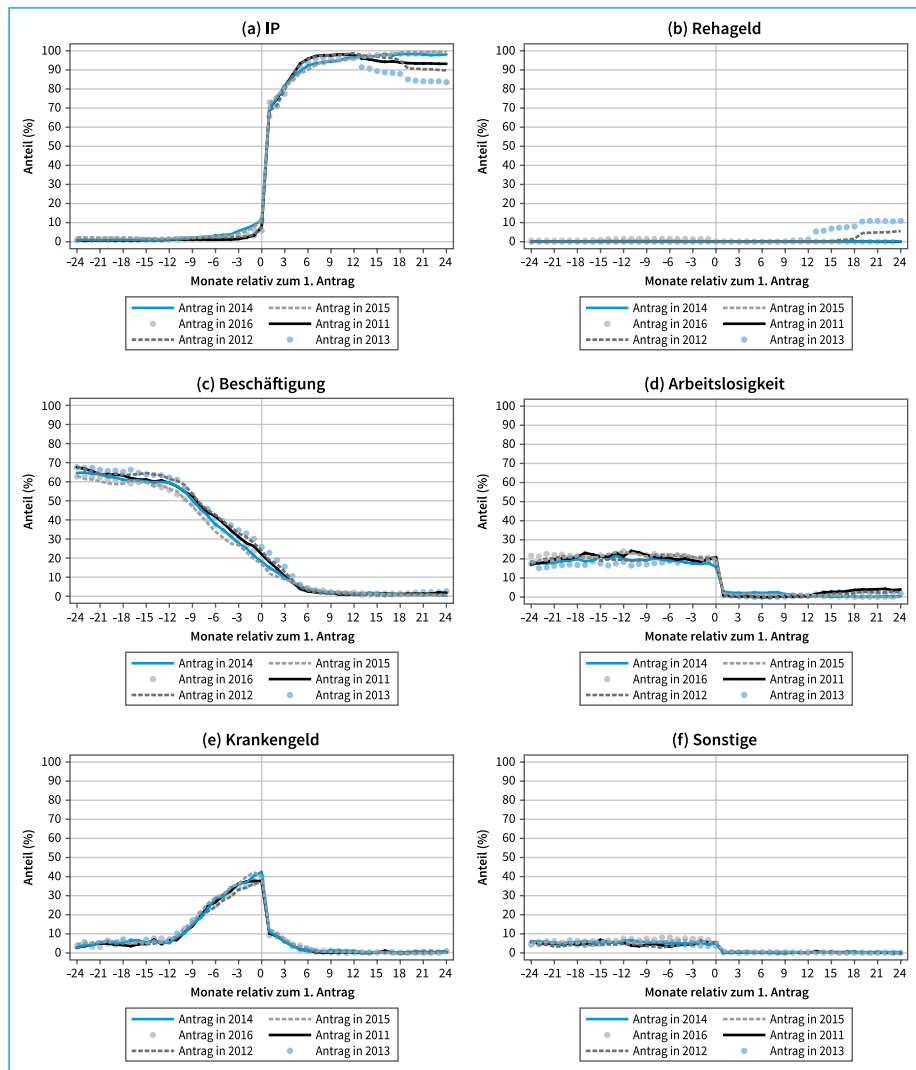 (a) IP
Anteil (%)
100
90
80
70
60
50
40
30
20
10
0
–24 –21 –18 –15 –12 –9 –6 –3 0 3 6 9 12 15 18 21 24
Monate relativ zum 1. Antrag
Antrag in 2014 Antrag in 2015
Antrag in 2016 Antrag in 2011
Antrag in 2012 Antrag in 2013
(b) Rehageld
Anteil (%)
100
90
80
70
60
50
40
30
20
10
0
–24 –21 –18 –15 –12 –9 –6 –3 0 3 6 9 12 15 18 21 24
Monate relativ zum 1. Antrag
Antrag in 2014 Antrag in 2015
Antrag in 2016 Antrag in 2011
Antrag in 2012 Antrag in 2013
(c) Beschäftigung
Anteil (%)
100
90
80
70
60
50
40
30
20
10
0
–24 –21 –18 –15 –12 –9 –6 –3 0 3 6 9 12 15 18 21 24
Monate relativ zum 1. Antrag
Antrag in 2014 Antrag in 2015
Antrag in 2016 Antrag in 2011
Antrag in 2012 Antrag in 2013
(d) Arbeitslosigkeit
Anteil (%)
100
90
80
70
60
50
40
30
20
10
0
–24 –21 –18 –15 –12 –9 –6 –3 0 3 6 9 12 15 18 21 24
Monate relativ zum 1. Antrag
Antrag in 2014 Antrag in 2015
Antrag in 2016 Antrag in 2011
Antrag in 2012 Antrag in 2013
(e) Krankengeld
Anteil (%)
100
90
80
70
60
50
40
30
20
10
0
–24 –21 –18 –15 –12 –9 –6 –3 0 3 6 9 12 15 18 21 24
Monate relativ zum 1. Antrag
Antrag in 2014 Antrag in 2015
Antrag in 2016 Antrag in 2011
Antrag in 2012 Antrag in 2013
(f) Sonstige
Anteil (%)
100
90
80
70
60
50
40
30
20
10
0
–24 –21 –18 –15 –12 –9 –6 –3 0 3 6 9 12 15 18 21 24
Monate relativ zum 1. Antrag
Antrag in 2014 Antrag in 2015
Antrag in 2016 Antrag in 2011
Antrag in 2012 Antrag in 2013